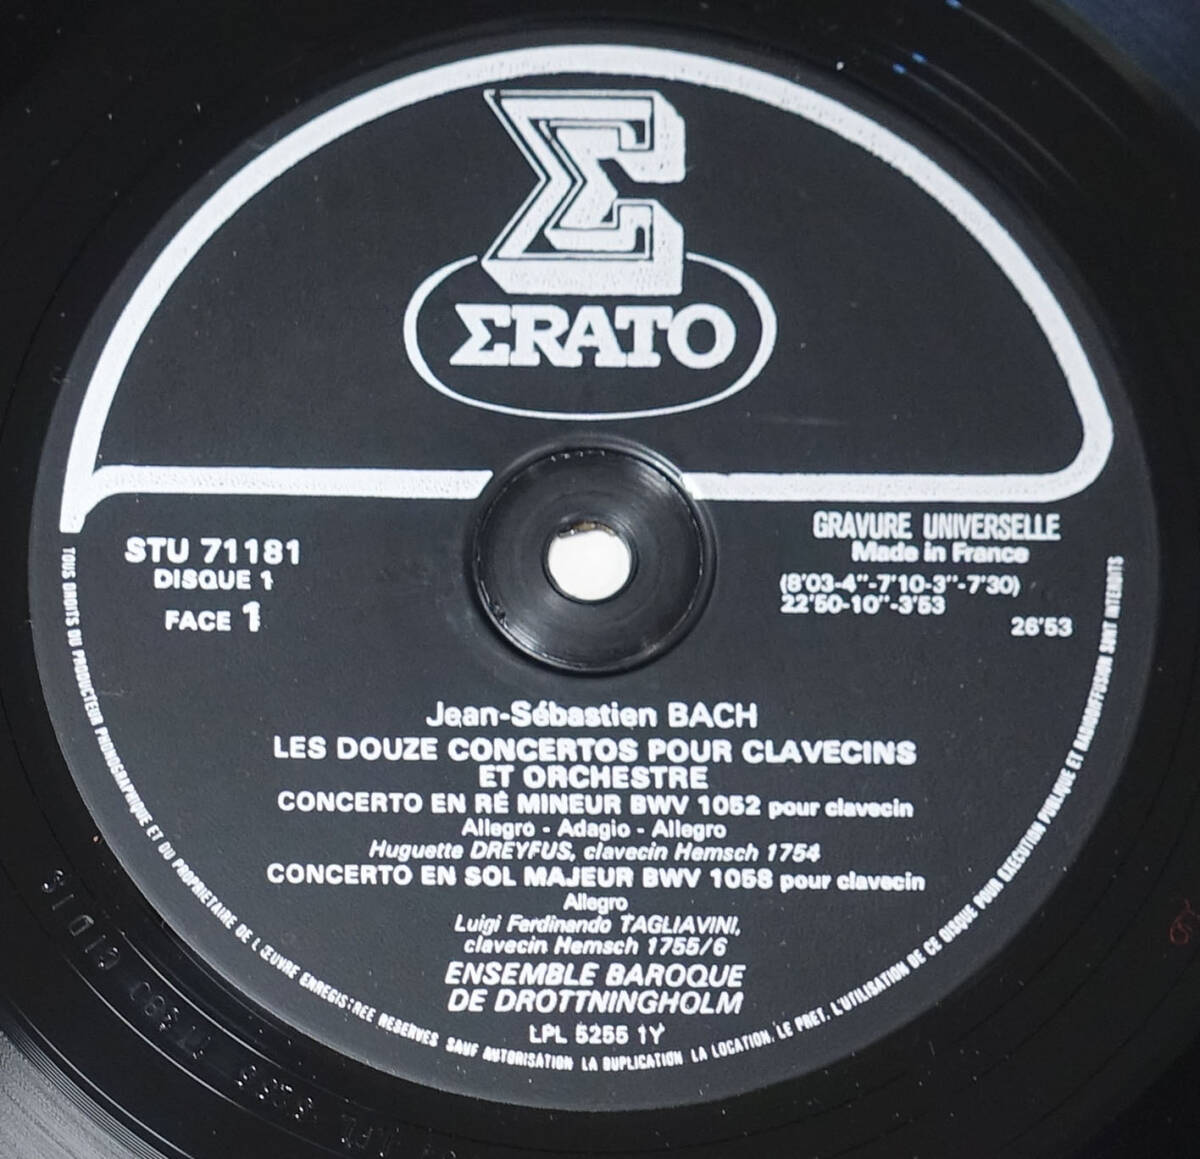 Σ
ΣRATO
STU 71181
DISQUE 1
FACE 1
GRAVURE UNIVERSELLE
Made in France
(8'03-4"-7'10-3"-7'30)
22'50-10"-3'53
26'53
Jean-Sébastien BACH
LES DOUZE CONCERTOS POUR CLAVECINS
ET ORCHESTRE
CONCERTO EN RÉ MINEUR BWV 1052 pour clavecin
Allegro - Adagio - Allegro
Huguette DREYFUS, clavecin Hemsch 1754
CONCERTO EN SOL MAJEUR BWV 1058 pour clavecin
Allegro
Luigi Ferdinando TAGLIAVINI,
clavecin Hemsch 1755/6
ENSEMBLE BAROQUE
DE DROTTNINGHOLM
LPL 5255 1Y
TOUS DROITS DU PRODUCTEUR PHONOGRAPHIQUE ET DU PROPRIETAIRE DE L'ŒUVRE ENREGISTREE RESERVES SAUF AUTORISATION LA DUPLICATION LA LOCATION, LE PRET, L'UTILISATION DE CE DISQUE POUR EXECUTION PUBLIQUE ET RADIODIFFUSION SONT INTERDITS